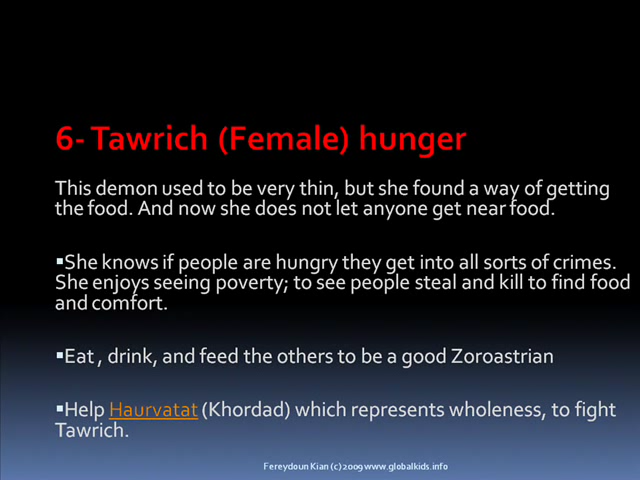 6- Tawrich (Female) hunger
This demon used to be very thin, but she found a way of getting
the food. And now she does not let anyone get near food.
▪She knows if people are hungry they get into all sorts of crimes.
She enjoys seeing poverty; to see people steal and kill to find food
and comfort.
▪Eat , drink, and feed the others to be a good Zoroastrian
▪Help Haurvatat (Khordad) which represents wholeness, to fight
Tawrich.
Fereydoun Kian (c) 2009 www.globalkids.info